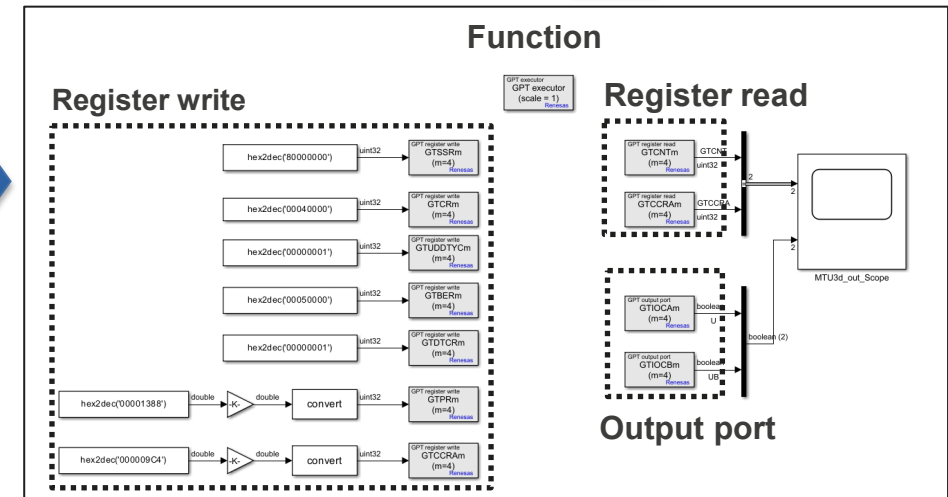 Function
Register write
GPT executor
GPT executor
(scale = 1)
Renesas
Register read
hex2dec('80000000')
uint32
GPT register write
GTSSRm
(m=4)
Renesas
hex2dec('00040000')
uint32
GPT register write
GTCRm
(m=4)
Renesas
hex2dec('00000001')
uint32
GPT register write
GTUDDTYCm
(m=4)
Renesas
hex2dec('00050000')
uint32
GPT register write
GTBERm
(m=4)
Renesas
hex2dec('00000001')
uint32
GPT register write
GTDTCRm
(m=4)
Renesas
hex2dec('00001388')
double
-K-
double
convert
uint32
GPT register write
GTPRm
(m=4)
Renesas
hex2dec('000009C4')
double
-K-
double
convert
uint32
GPT register write
GTCCRAm
(m=4)
Renesas
GPT register read
GTCNTm
(m=4)
Renesas
GTCNT
uint32
GPT register read
GTCCRAm
(m=4)
Renesas
GTCCRA
uint32
2
2
2
MTU3d_out_Scope
GPT output port
GTIOCAm
(m=4)
Renesas
boolean
U
GPT output port
GTIOCBm
(m=4)
Renesas
boolean
UB
boolean (2)
Output port